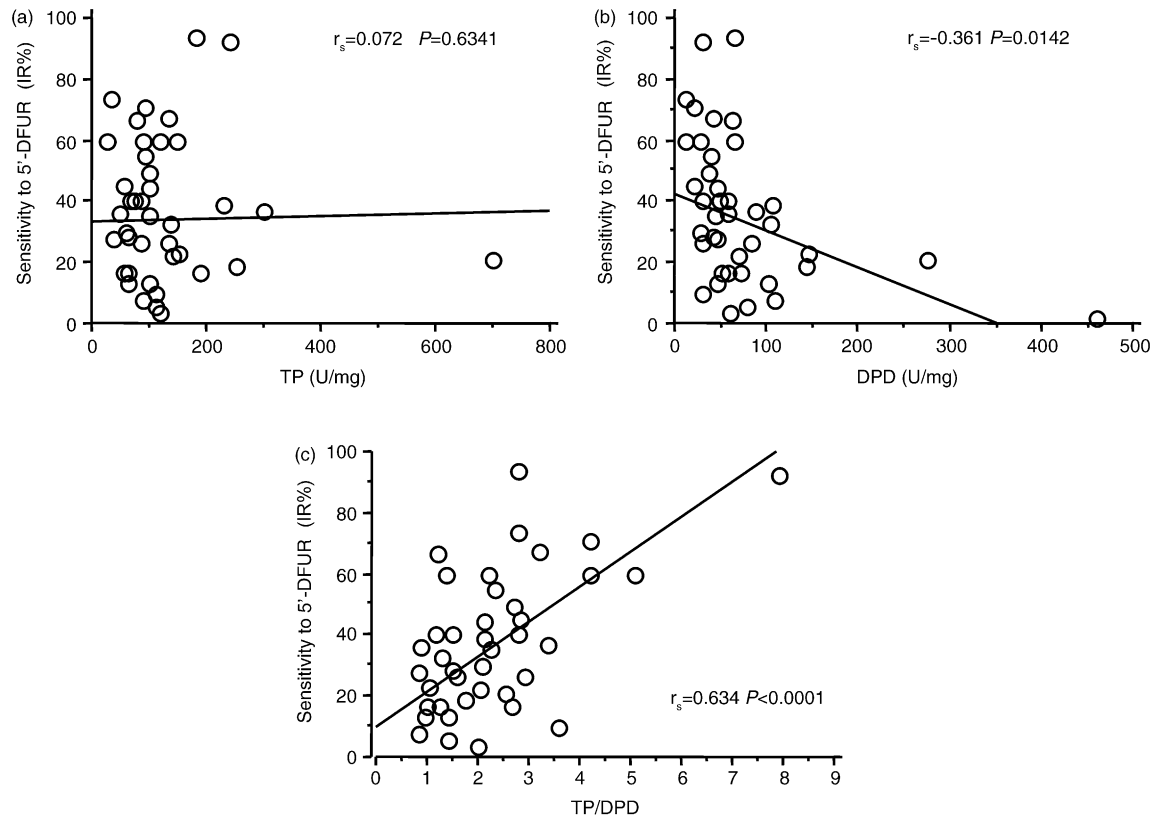 (a)
Sensitivity to 5'-DFUR (IR%)
100
80
60
40
20
0
rs=0.072 P=0.6341
0 200 400 600 800
TP (U/mg)
(b)
Sensitivity to 5'-DFUR (IR%)
100
80
60
40
20
0
rs=-0.361 P=0.0142
0 100 200 300 400 500
DPD (U/mg)
(c)
Sensitivity to 5'-DFUR (IR%)
100
80
60
40
20
0
rs=0.634 P<0.0001
0 1 2 3 4 5 6 7 8 9
TP/DPD